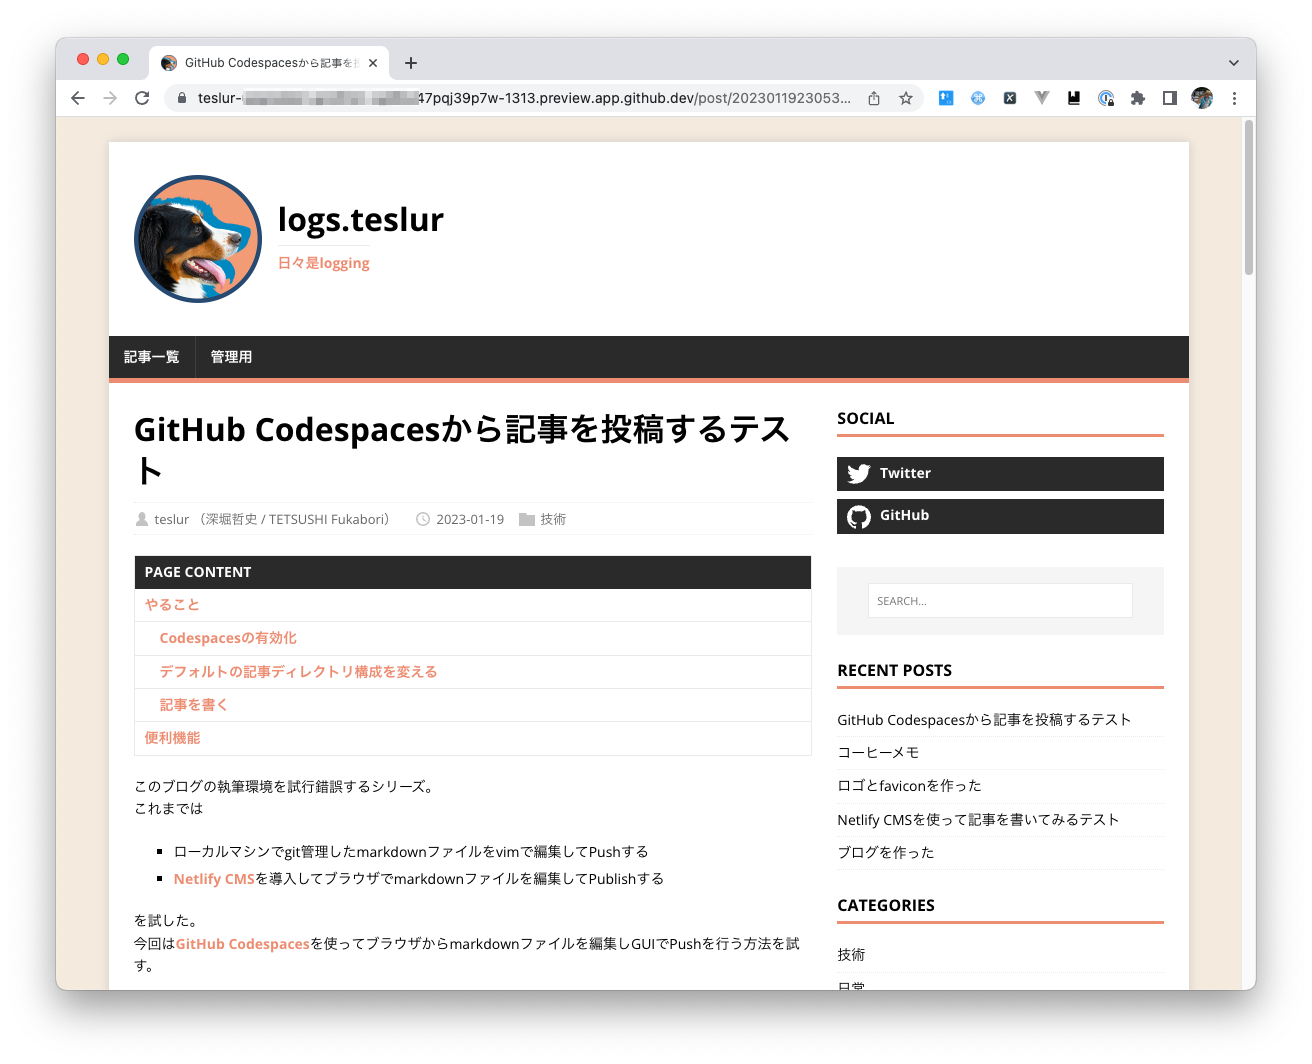 GitHub Codespacesから記事を投
teslur-
47pqj39p7w-1313.preview.app.github.dev/post/2023011923053...
logs.teslur
日々是logging
記事一覧 管理用
GitHub Codespacesから記事を投稿するテス
ト
teslur （深堀哲史 / TETSUSHI Fukabori） 2023-01-19 技術
PAGE CONTENT
やること
Codespacesの有効化
デフォルトの記事ディレクトリ構成を変える
記事を書く
便利機能
このブログの執筆環境を試行錯誤するシリーズ。
これまでは
ローカルマシンでgit管理したmarkdownファイルをvimで編集してPushする
Netlify CMSを導入してブラウザでmarkdownファイルを編集してPublishする
を試した。
今回はGitHub Codespacesを使ってブラウザからmarkdownファイルを編集しGUIでPushを行う方法を試
す。
SOCIAL
Twitter
GitHub
SEARCH...
RECENT POSTS
GitHub Codespacesから記事を投稿するテスト
コーヒーメモ
ロゴとfaviconを作った
Netlify CMSを使って記事を書いてみるテスト
ブログを作った
CATEGORIES
技術
日常